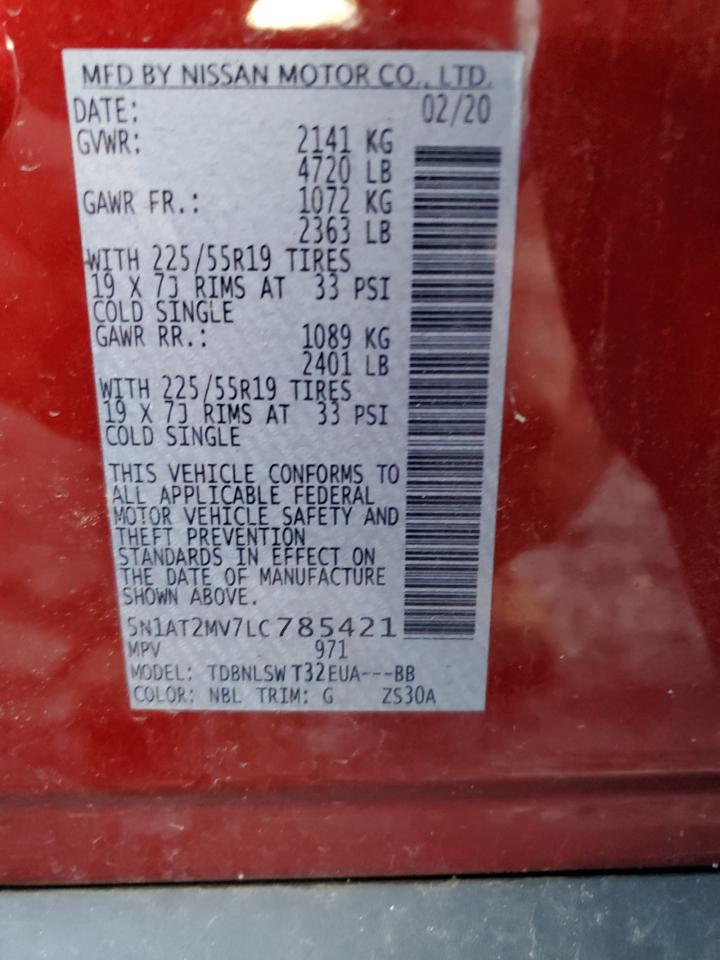 MFD BY NISSAN MOTOR CO., LTD.
DATE: 02/20
GVWR: 2141 KG
4720 LB
GAWR FR.: 1072 KG
2363 LB
WITH 225/55R19 TIRES
19 X 7J RIMS AT 33 PSI
COLD SINGLE
GAWR RR.: 1089 KG
2401 LB
WITH 225/55R19 TIRES
19 X 7J RIMS AT 33 PSI
COLD SINGLE
THIS VEHICLE CONFORMS TO
ALL APPLICABLE FEDERAL
MOTOR VEHICLE SAFETY AND
THEFT PREVENTION
STANDARDS IN EFFECT ON
THE DATE OF MANUFACTURE
SHOWN ABOVE.
5N1AT2MV7LC785421
MPV 971
MODEL: TDBNLSW T32EUA---BB
COLOR: NBL TRIM: G ZS30A